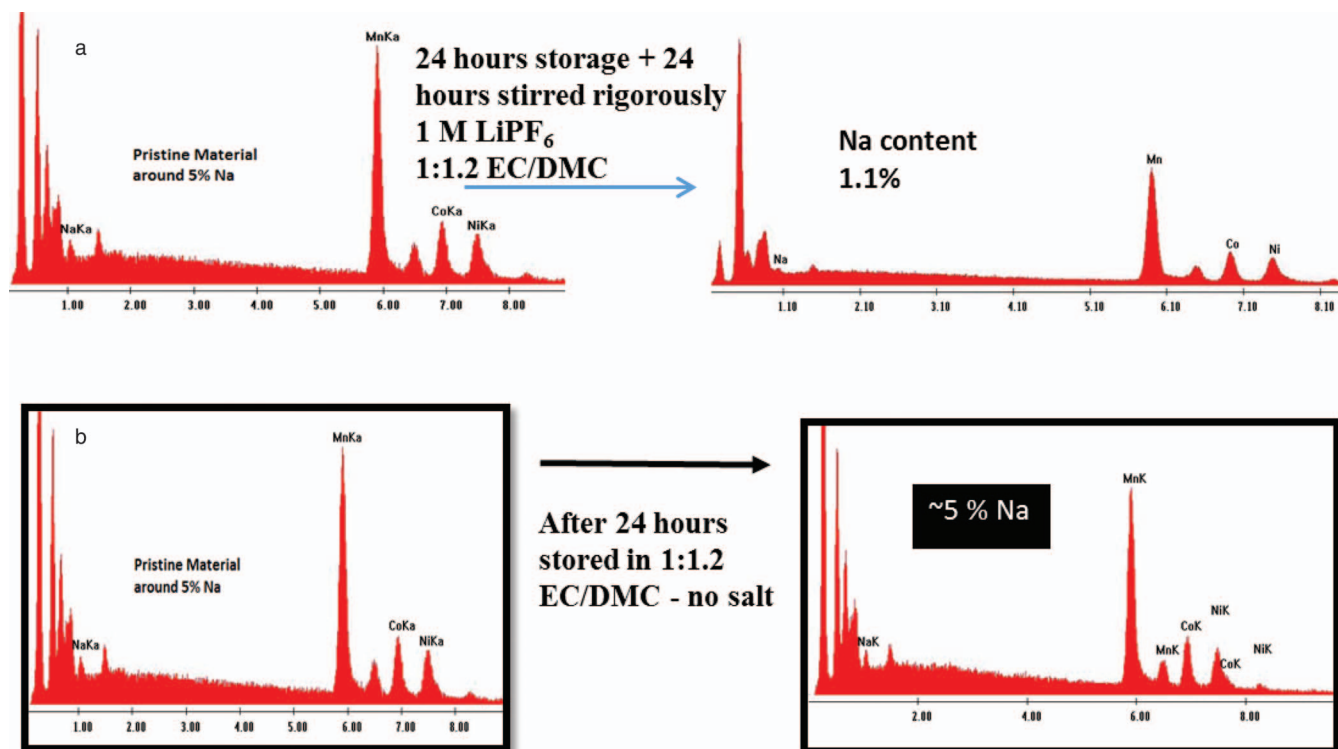 a
MnKa
Pristine Material
around 5% Na
NaKa
CoKa
NiKa
1.00 2.00 3.00 4.00 5.00 6.00 7.00 8.00
24 hours storage + 24
hours stirred rigorously
1 M LiPF₆
1:1.2 EC/DMC
Na content
1.1%
Na
Mn
Co
Ni
1.10 2.10 3.10 4.10 5.10 6.10 7.10 8.10
b
MnKa
Pristine Material
around 5% Na
NaKa
CoKa
NiKa
1.00 2.00 3.00 4.00 5.00 6.00 7.00 8.00
After 24 hours
stored in 1:1.2
EC/DMC - no salt
~5 % Na
MnK
NaK
MnK
CoK
NiK
CoK
NiK
2.00 6.00 8.00